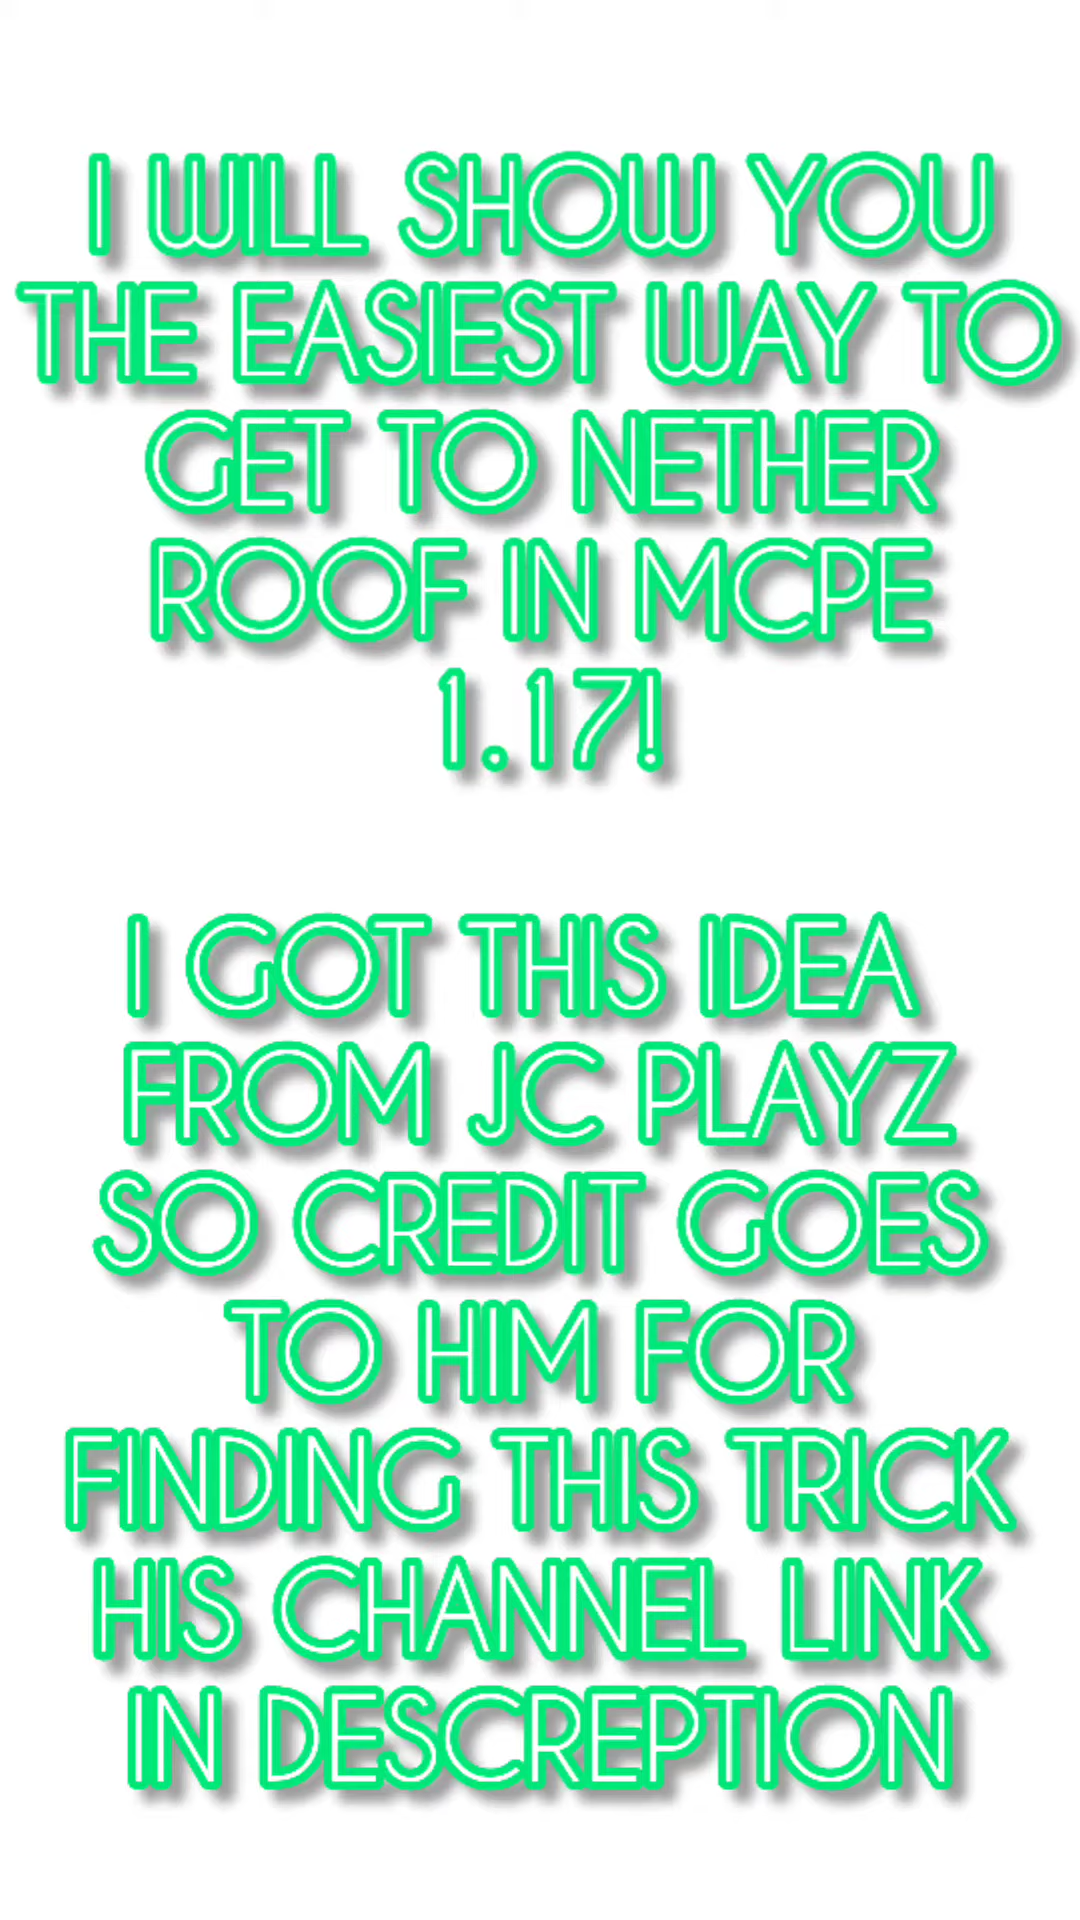 I WILL SHOW YOU
THE EASIEST WAY TO
GET TO NETHER
ROOF IN MCPE
1.17!
I GOT THIS IDEA
FROM JC PLAYZ
SO CREDIT GOES
TO HIM FOR
FINDING THIS TRICK
HIS CHANNEL LINK
IN DESCREPTION